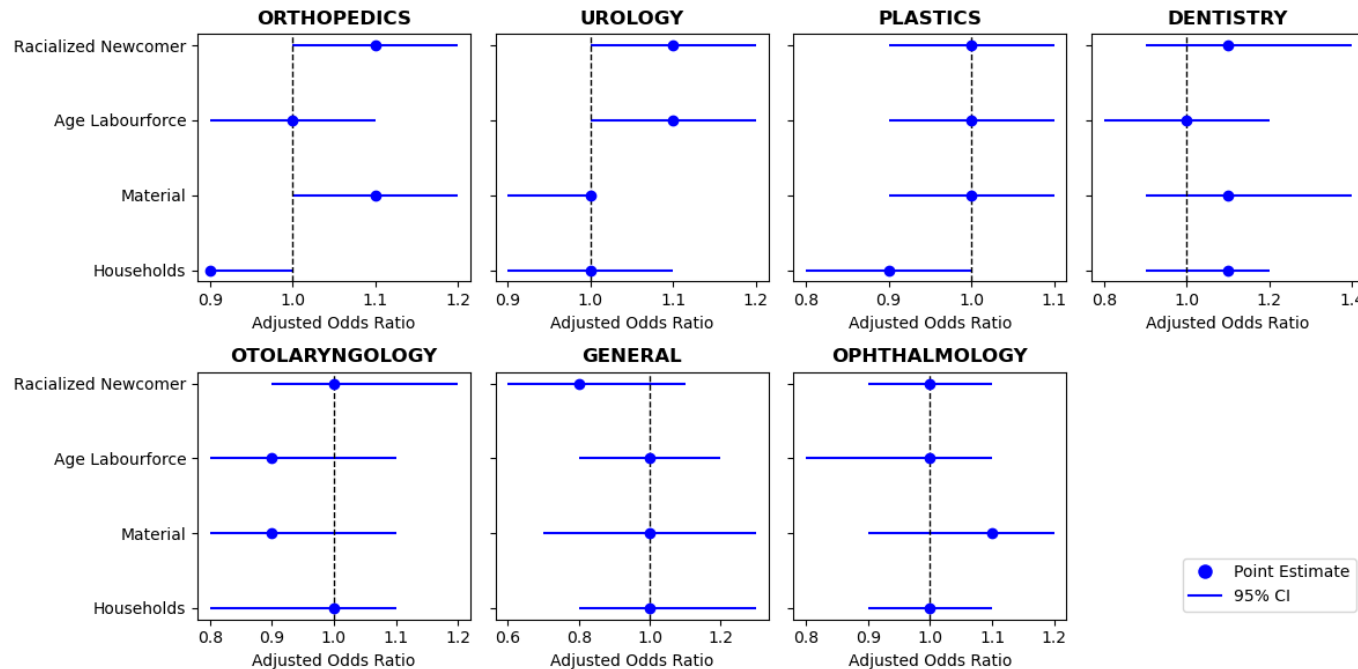 ORTHOPEDICS UROLOGY PLASTICS DENTISTRY
Racialized Newcomer
Age Labourforce
Material
Households
0.9 1.0 1.1 1.2 0.9 1.0 1.1 1.2 0.8 0.9 1.0 1.1 0.8 1.0 1.2 1.4
Adjusted Odds Ratio Adjusted Odds Ratio Adjusted Odds Ratio Adjusted Odds Ratio
OTOLARYNGOLOGY GENERAL OPHTHALMOLOGY
Racialized Newcomer
Age Labourforce
Material
Households
0.8 0.9 1.0 1.1 1.2 0.6 0.8 1.0 1.2 0.8 0.9 1.0 1.1 1.2
Adjusted Odds Ratio Adjusted Odds Ratio Adjusted Odds Ratio
Point Estimate
95% CI